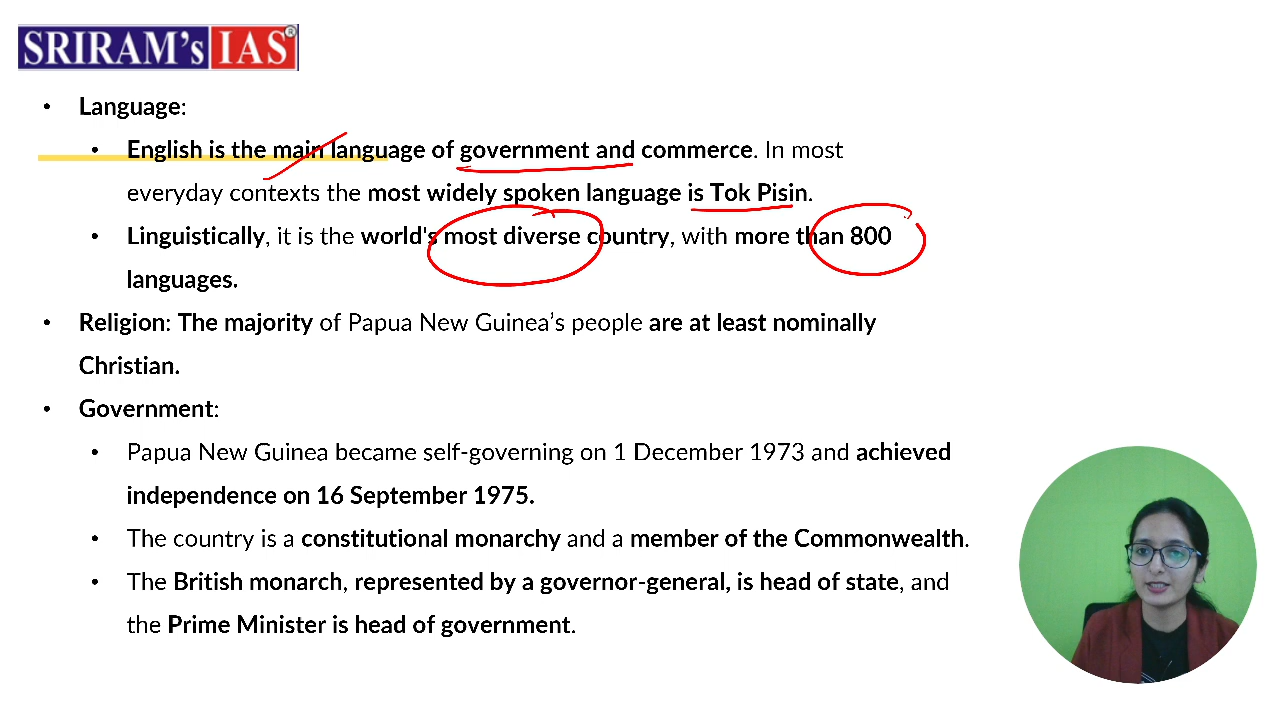 SRIRAM's IAS®
• Language:
• English is the main language of government and commerce. In most
everyday contexts the most widely spoken language is Tok Pisin.
• Linguistically, it is the world's most diverse country, with more than 800
languages.
• Religion: The majority of Papua New Guinea’s people are at least nominally
Christian.
• Government:
• Papua New Guinea became self-governing on 1 December 1973 and achieved
independence on 16 September 1975.
• The country is a constitutional monarchy and a member of the Commonwealth.
• The British monarch, represented by a governor-general, is head of state, and
the Prime Minister is head of government.